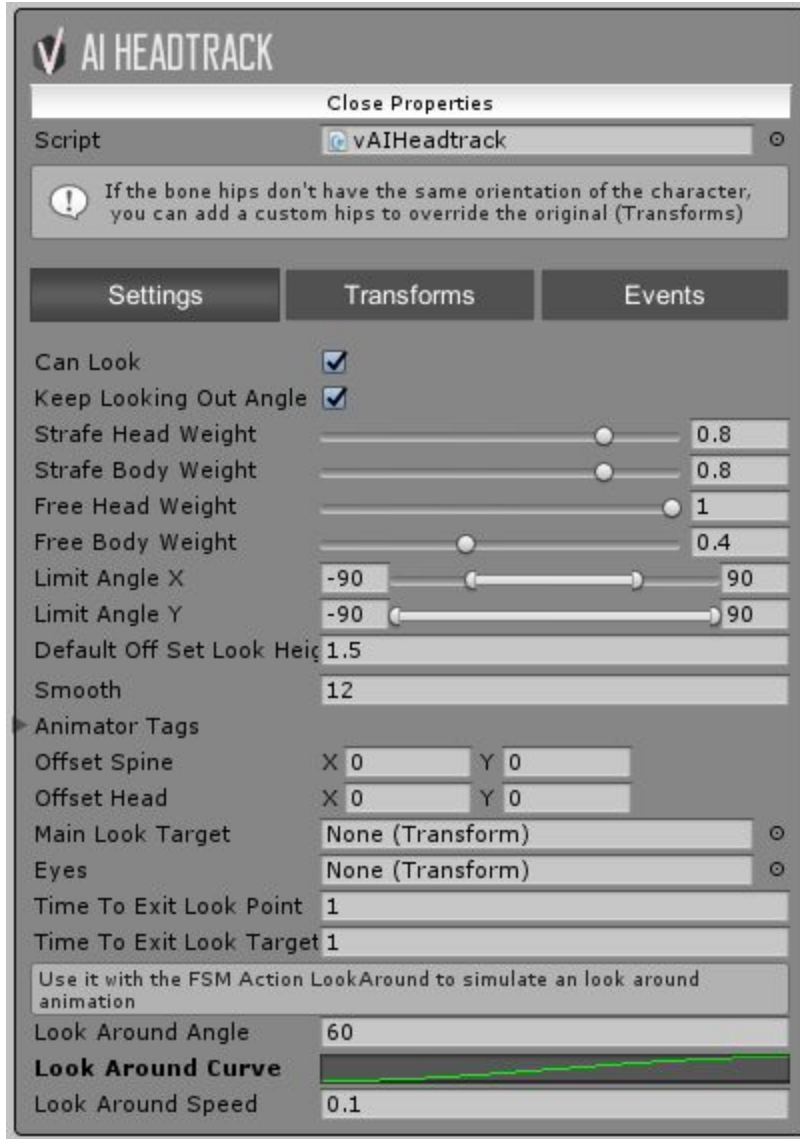 AI HEADTRACK
Close Properties
Script vAIHeadtrack
If the bone hips don't have the same orientation of the character,
you can add a custom hips to override the original (Transforms)
Settings Transforms Events
Can Look
Keep Looking Out Angle
Strafe Head Weight 0.8
Strafe Body Weight 0.8
Free Head Weight 1
Free Body Weight 0.4
Limit Angle X -90 90
Limit Angle Y -90 90
Default Off Set Look Heig 1.5
Smooth 12
Animator Tags
Offset Spine X 0 Y 0
Offset Head X 0 Y 0
Main Look Target None (Transform)
Eyes None (Transform)
Time To Exit Look Point 1
Time To Exit Look Target 1
Use it with the FSM Action LookAround to simulate an look around
animation
Look Around Angle 60
Look Around Curve
Look Around Speed 0.1